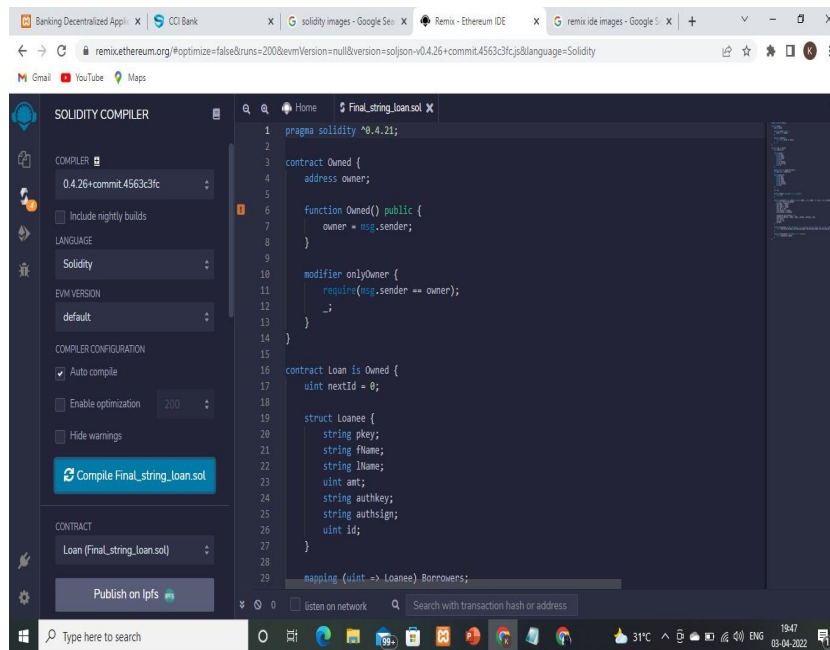 Banking Decentralized Applic
CCI Bank
solidity images - Google Sear
Remix - Ethereum IDE
remix ide images - Google S
remix.ethereum.org/#optimize=false&runs=200&evmVersion=null&version=soljson-v0.4.26+commit.4563c3fc.js&language=Solidity
K
Gmail
YouTube
Maps
SOLIDITY COMPILER
COMPILER
0.4.26+commit.4563c3fc
Include nightly builds
LANGUAGE
Solidity
EVM VERSION
default
COMPILER CONFIGURATION
Auto compile
Enable optimization 200
Hide warnings
Compile Final_string_loan.sol
CONTRACT
Loan (Final_string_loan.sol)
Publish on Ipfs
Home
Final_string_loan.sol
1 pragma solidity ^0.4.21;
2
3 contract Owned {
4 address owner;
5
6 function Owned() public {
7 owner = msg.sender;
8 }
9
10 modifier onlyOwner {
11 require(msg.sender == owner);
12 _;
13 }
14 }
15
16 contract Loan is Owned {
17 uint nextId = 0;
18
19 struct Loanee {
20 string pkey;
21 string fName;
22 string lName;
23 uint amt;
24 string authkey;
25 string authsign;
26 uint id;
27 }
28
29 mapping (uint => Loanee) Borrowers;
0
listen on network
Search with transaction hash or address
Type here to search
99+
31°C
ENG
19:47
03-04-2022